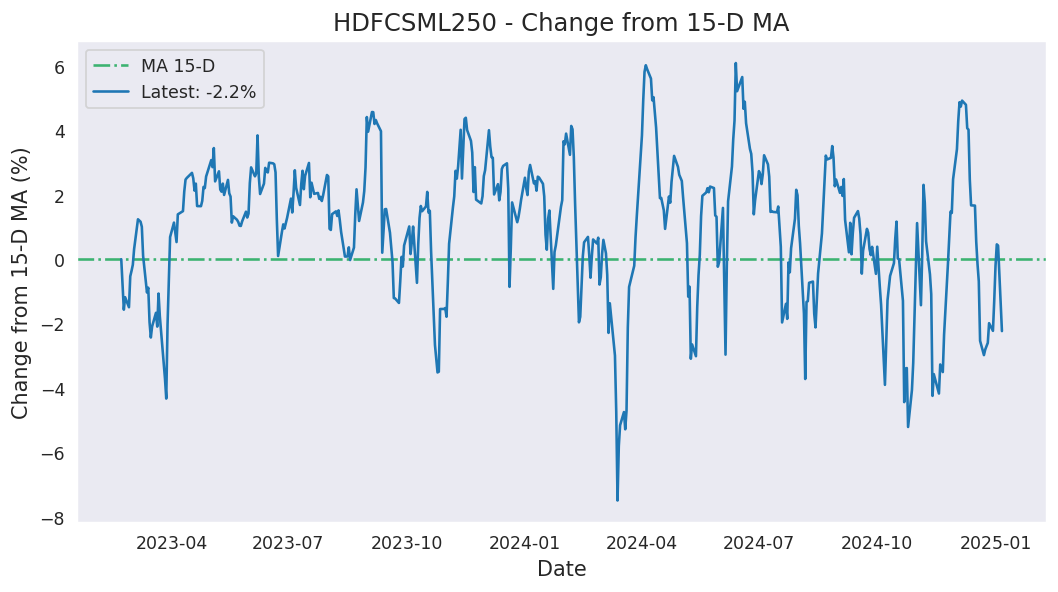 HDFCSML250 - Change from 15-D MA
MA 15-D
Latest: -2.2%
Change from 15-D MA (%)
6
4
2
0
−2
−4
−6
−8
2023-04 2023-07 2023-10 2024-01 2024-04 2024-07 2024-10 2025-01
Date